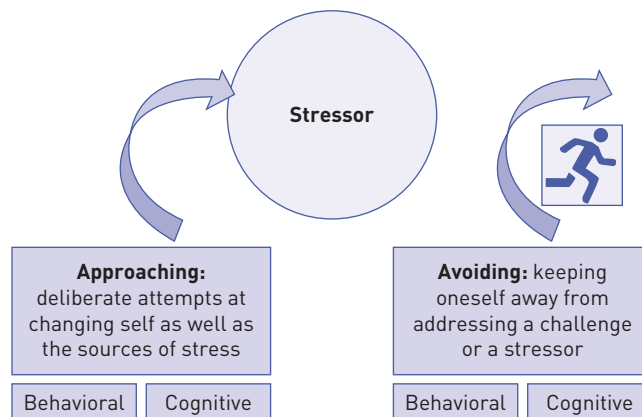 Stressor
Approaching:
deliberate attempts at
changing self as well as
the sources of stress
Behavioral
Cognitive
Avoiding: keeping
oneself away from
addressing a challenge
or a stressor
Behavioral
Cognitive